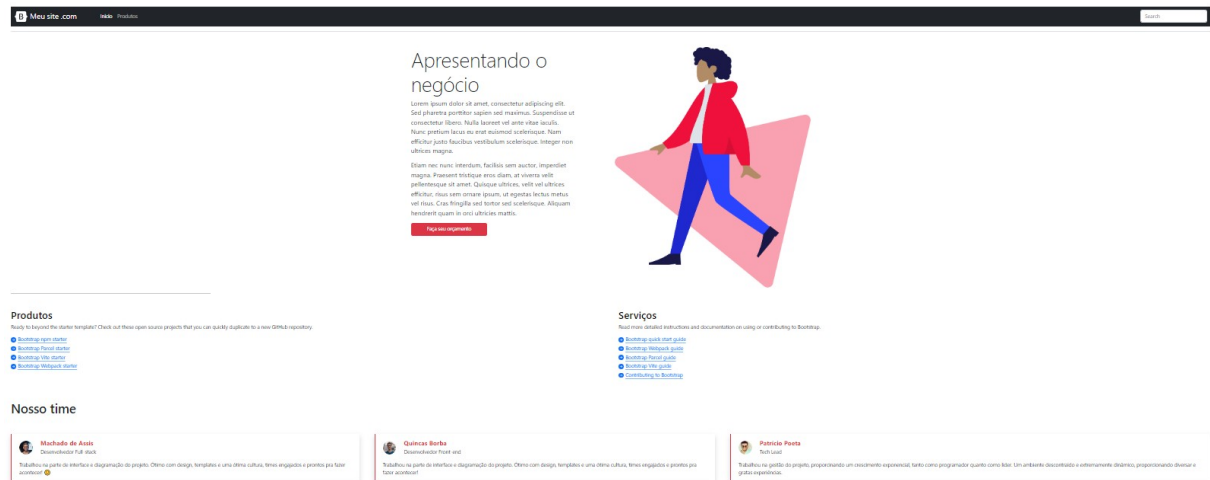 B Meu site .com Início Produtos Search
Apresentando o
negócio
Lorem ipsum dolor sit amet, consectetur adipiscing elit.
Sed pharetra porttitor sapien sed maximus. Suspendisse ut
consectetur libero. Nulla laoreet vel ante vitae iaculis.
Nunc pretium lacus eu erat euismod scelerisque. Nam
efficitur justo faucibus vestibulum scelerisque. Integer non
ultrices magna.
Etiam nec nunc interdum, facilisis sem auctor, imperdiet
magna. Praesent tristique eros diam, at viverra velit
pellentesque sit amet. Quisque ultrices, velit vel ultrices
efficitur, risus sem ornare ipsum, ut egestas lectus metus
vel risus. Cras fringilla sed tortor sed scelerisque. Aliquam
hendrerit quam in orci ultricies mattis.
Faça seu orçamento
Produtos
Ready to beyond the starter template? Check out these open source projects that you can quickly duplicate to a new GitHub repository.
Bootstrap npm starter
Bootstrap Parcel starter
Bootstrap Vite starter
Bootstrap Webpack starter
Serviços
Read more detailed instructions and documentation on using or contributing to Bootstrap.
Bootstrap quick start guide
Bootstrap Webpack guide
Bootstrap Parcel guide
Bootstrap Vite guide
Contributing to Bootstrap
Nosso time
Machado de Assis
Desenvolvedor Full stack
Trabalhou na parte de interface e diagramação do projeto. Ótimo com design, templates e uma ótima cultura, times engajados e prontos pra fazer
acontecer!
Quincas Borba
Desenvolvedor Front and
Trabalhou na parte de interface e diagramação do projeto. Ótimo com design, templates e uma ótima cultura, times engajados e prontos pra
fazer acontecer!
Patricio Poeta
Tech Lead
Trabalhou na gestão do projeto, proporcionando um crescimento exponencial, tanto como programador quanto como líder. Um ambiente descontraído e extremamente dinâmico, proporcionando diversar e
gratas experiências.